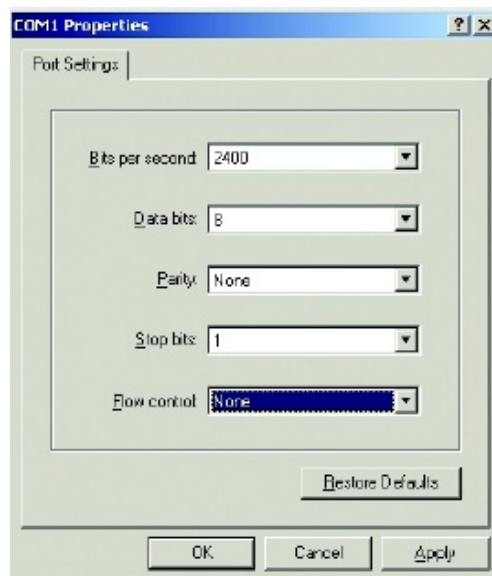 COM1 Properties
Port Settings
Bits per second: 2400
Data bits: 8
Parity: None
Stop bits: 1
Flow control: None
Restore Defaults
OK
Cancel
Apply